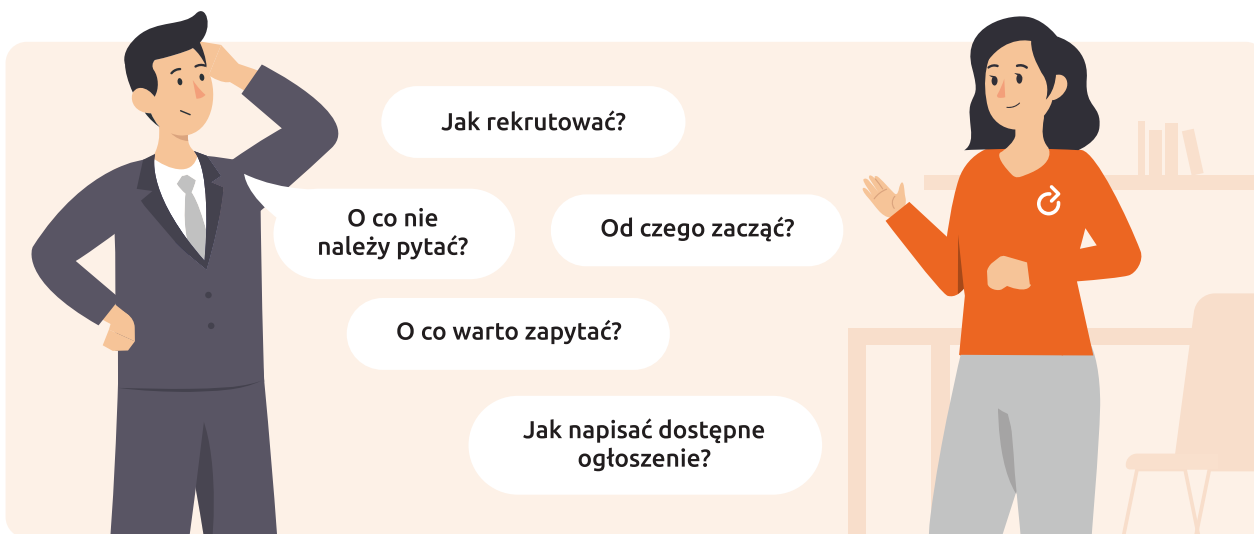 Jak rekrutować?
O co nie
należy pytać?
Od czego zacząć?
O co warto zapytać?
Jak napisać dostępne
ogłoszenie?